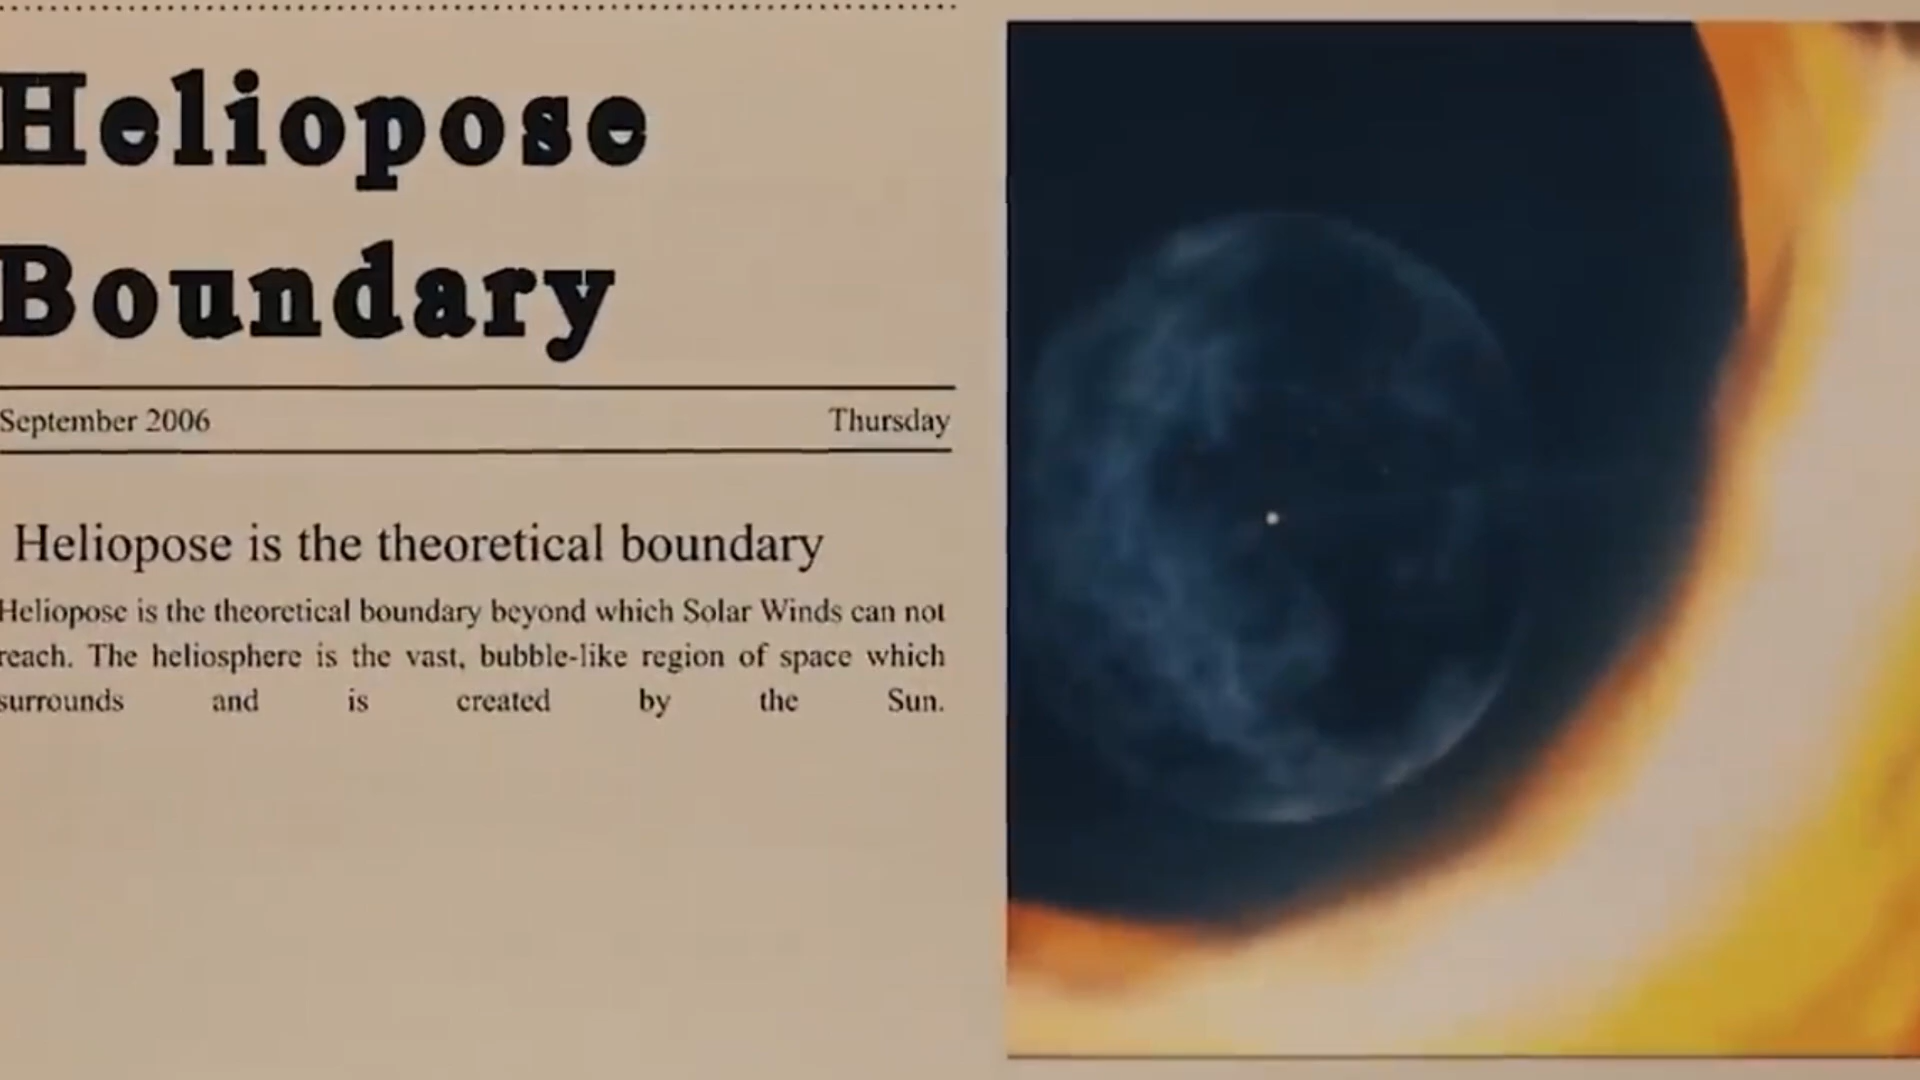 Heliopose
Boundary
September 2006 Thursday
Heliopose is the theoretical boundary
Heliopose is the theoretical boundary beyond which Solar Winds can not
reach. The heliosphere is the vast, bubble-like region of space which
surrounds and is created by the Sun.